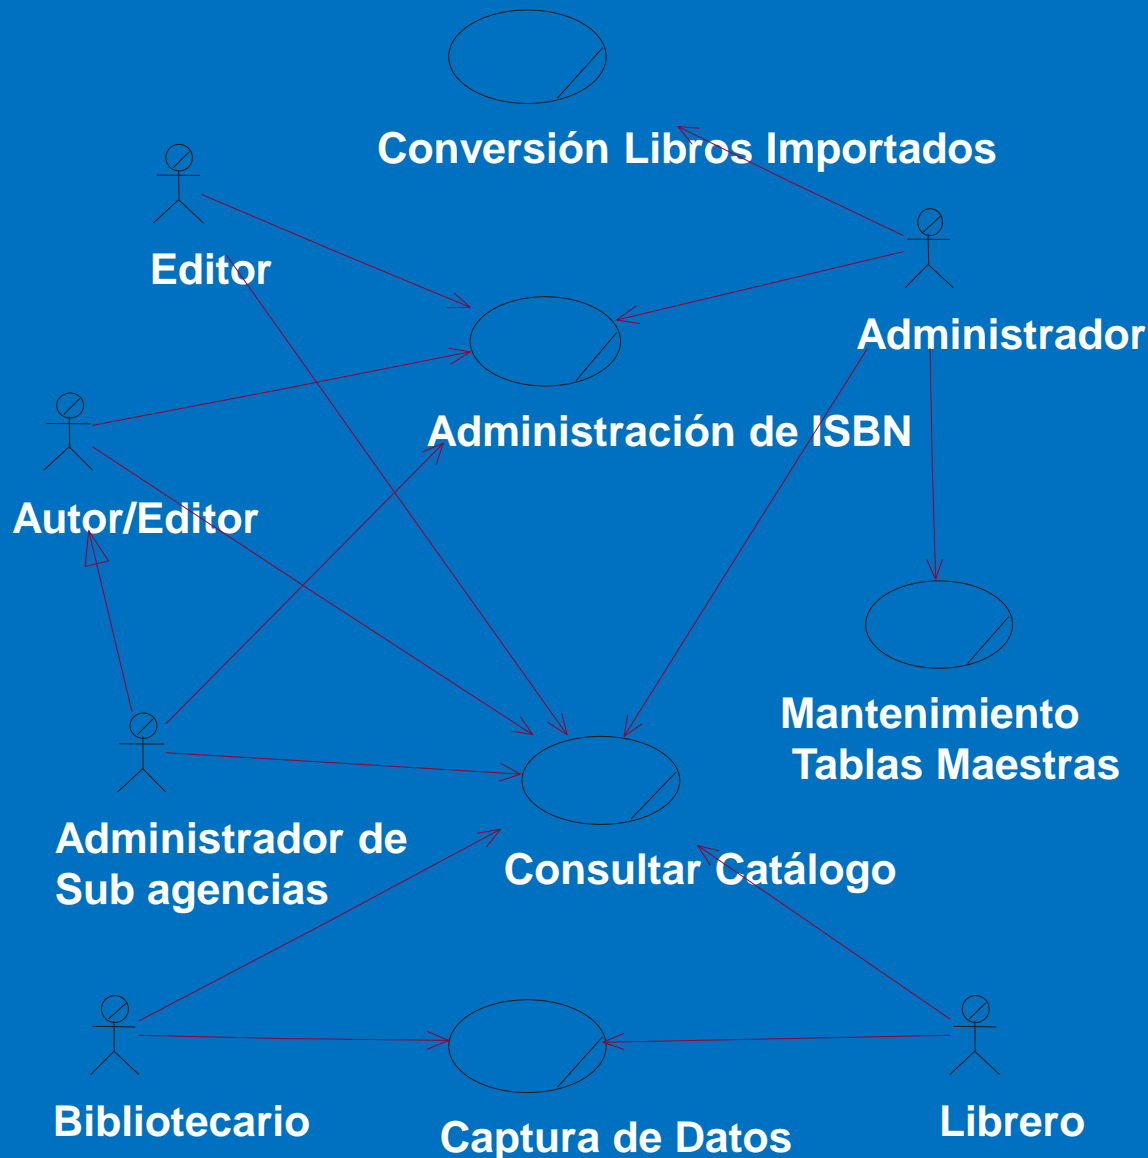 Conversión Libros Importados
Editor
Administrador
Administración de ISBN
Autor/Editor
Mantenimiento
Tablas Maestras
Administrador de
Sub agencias
Consultar Catálogo
Bibliotecario
Captura de Datos
Librero